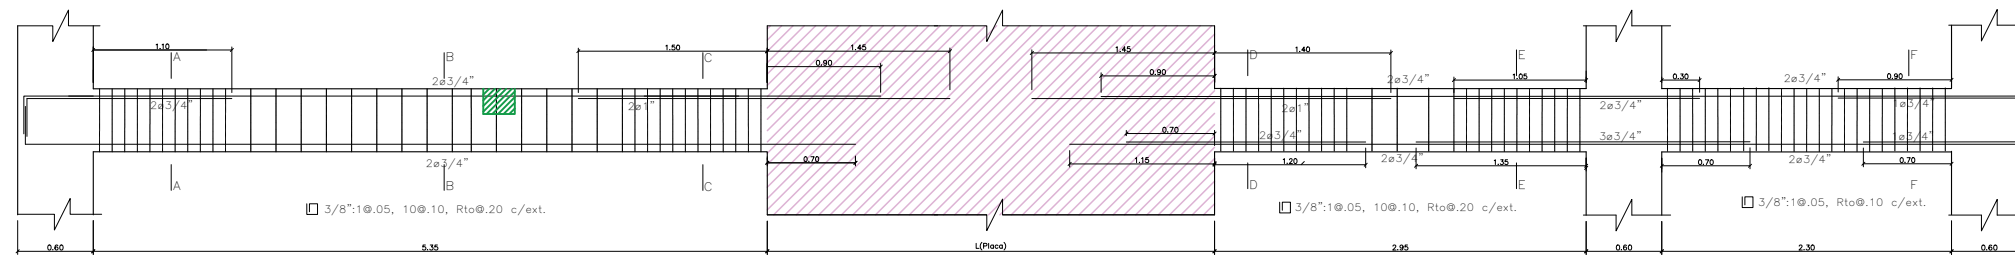 1.10 1.50 1.45 1.45 1.40
A B C D E F
0.90 0.90 1.05 0.30 0.90
2ø3/4" 2ø3/4" 2ø3/4"
2ø3/4" 2ø1" 2ø1" 2ø3/4" 1ø3/4"
0.70 2ø3/4" 3ø3/4" 1ø3/4"
2ø3/4" 0.70 1.15 1.20 2ø3/4" 1.35 0.70 2ø3/4" 0.70
A B C D E F
3/8":1@.05, 10@.10, Rto@.20 c/ext.
3/8":1@.05, 10@.10, Rto@.20 c/ext.
3/8":1@.05, Rto@.10 c/ext.
0.60 5.35 L(Placa) 2.95 0.60 2.30 0.60